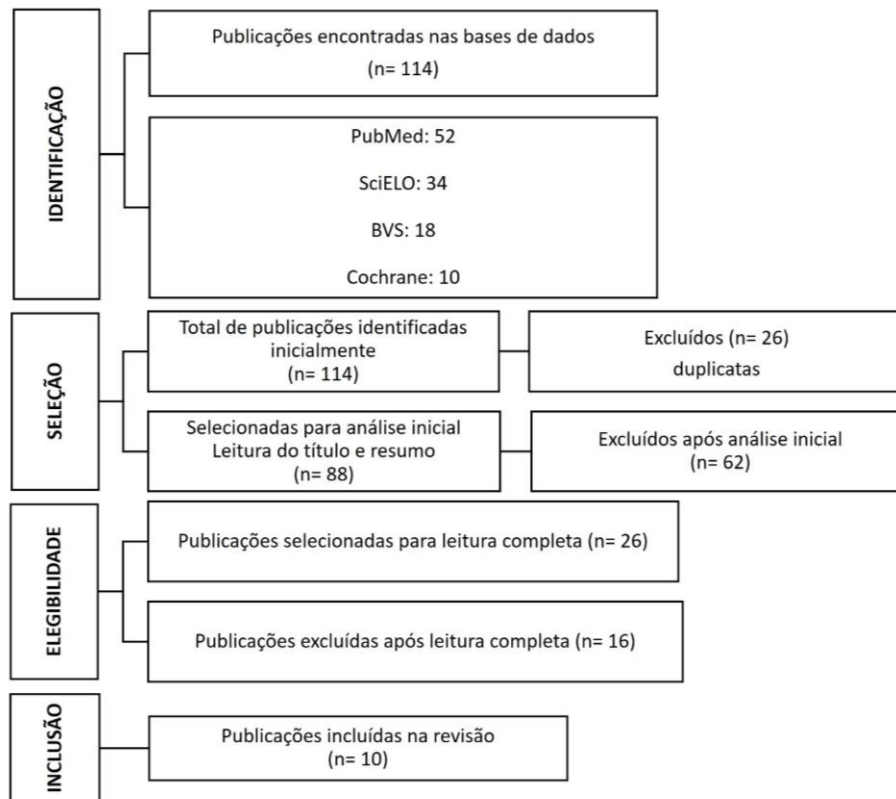 IDENTIFICAÇÃO
Publicações encontradas nas bases de dados
(n= 114)
PubMed: 52
SciELO: 34
BVS: 18
Cochrane: 10
SELEÇÃO
Total de publicações identificadas
inicialmente
(n= 114)
Excluídos (n= 26)
duplicatas
Selecionadas para análise inicial
Leitura do título e resumo
(n= 88)
Excluídos após análise inicial
(n= 62)
ELEGIBILIDADE
Publicações selecionadas para leitura completa (n= 26)
Publicações excluídas após leitura completa (n= 16)
INCLUSÃO
Publicações incluídas na revisão
(n= 10)